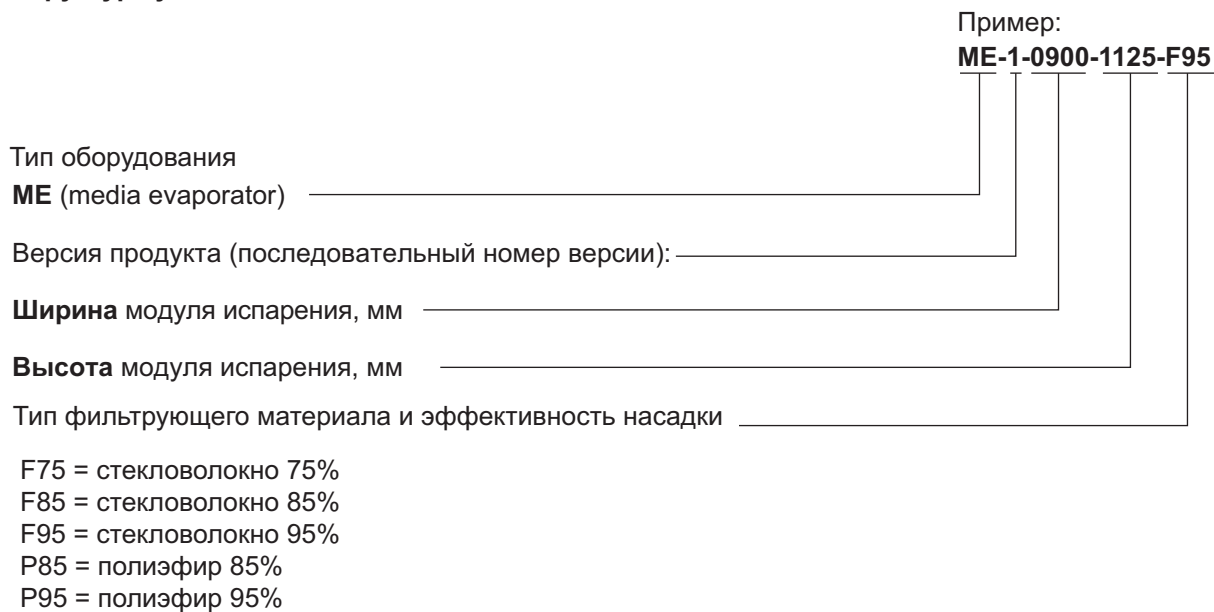 Пример:
ME-1-0900-1125-F95
Тип оборудования
ME (media evaporator)
Версия продукта (последовательный номер версии):
Ширина модуля испарения, мм
Высота модуля испарения, мм
Тип фильтрующего материала и эффективность насадки
F75 = стекловолокно 75%
F85 = стекловолокно 85%
F95 = стекловолокно 95%
P85 = полиэфир 85%
P95 = полиэфир 95%